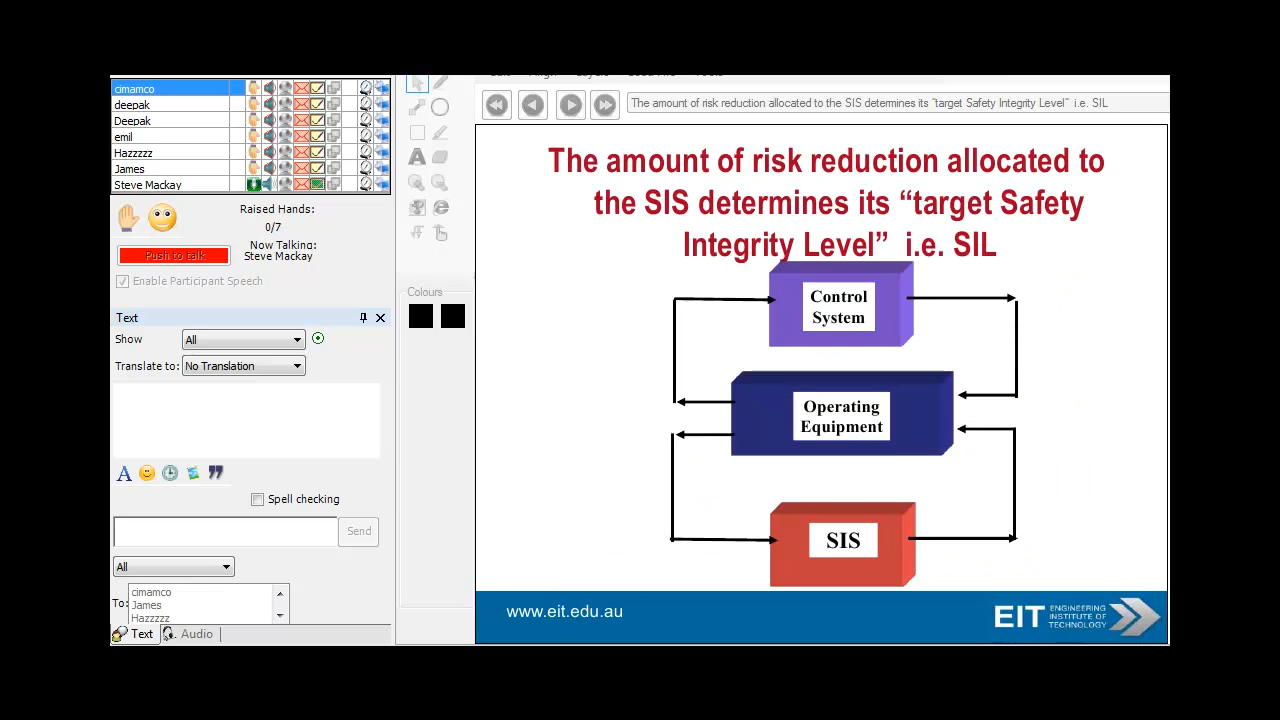 cimamco
deepak
Deepak
emil
Hazzzzz
James
Steve Mackay
Raised Hands:
0/7
Now Talking:
Steve Mackay
Push to talk
Enable Participant Speech
Text
Show
All
Translate to:
No Translation
Spell checking
Send
All
To:
cimamco
James
Hazzzzz
Text
Audio
Colours
The amount of risk reduction allocated to the SIS determines its "target Safety Integrity Level" i.e. SIL
The amount of risk reduction allocated to
the SIS determines its “target Safety
Integrity Level” i.e. SIL
Control
System
Operating
Equipment
SIS
www.eit.edu.au
EIT
ENGINEERING
INSTITUTE OF
TECHNOLOGY